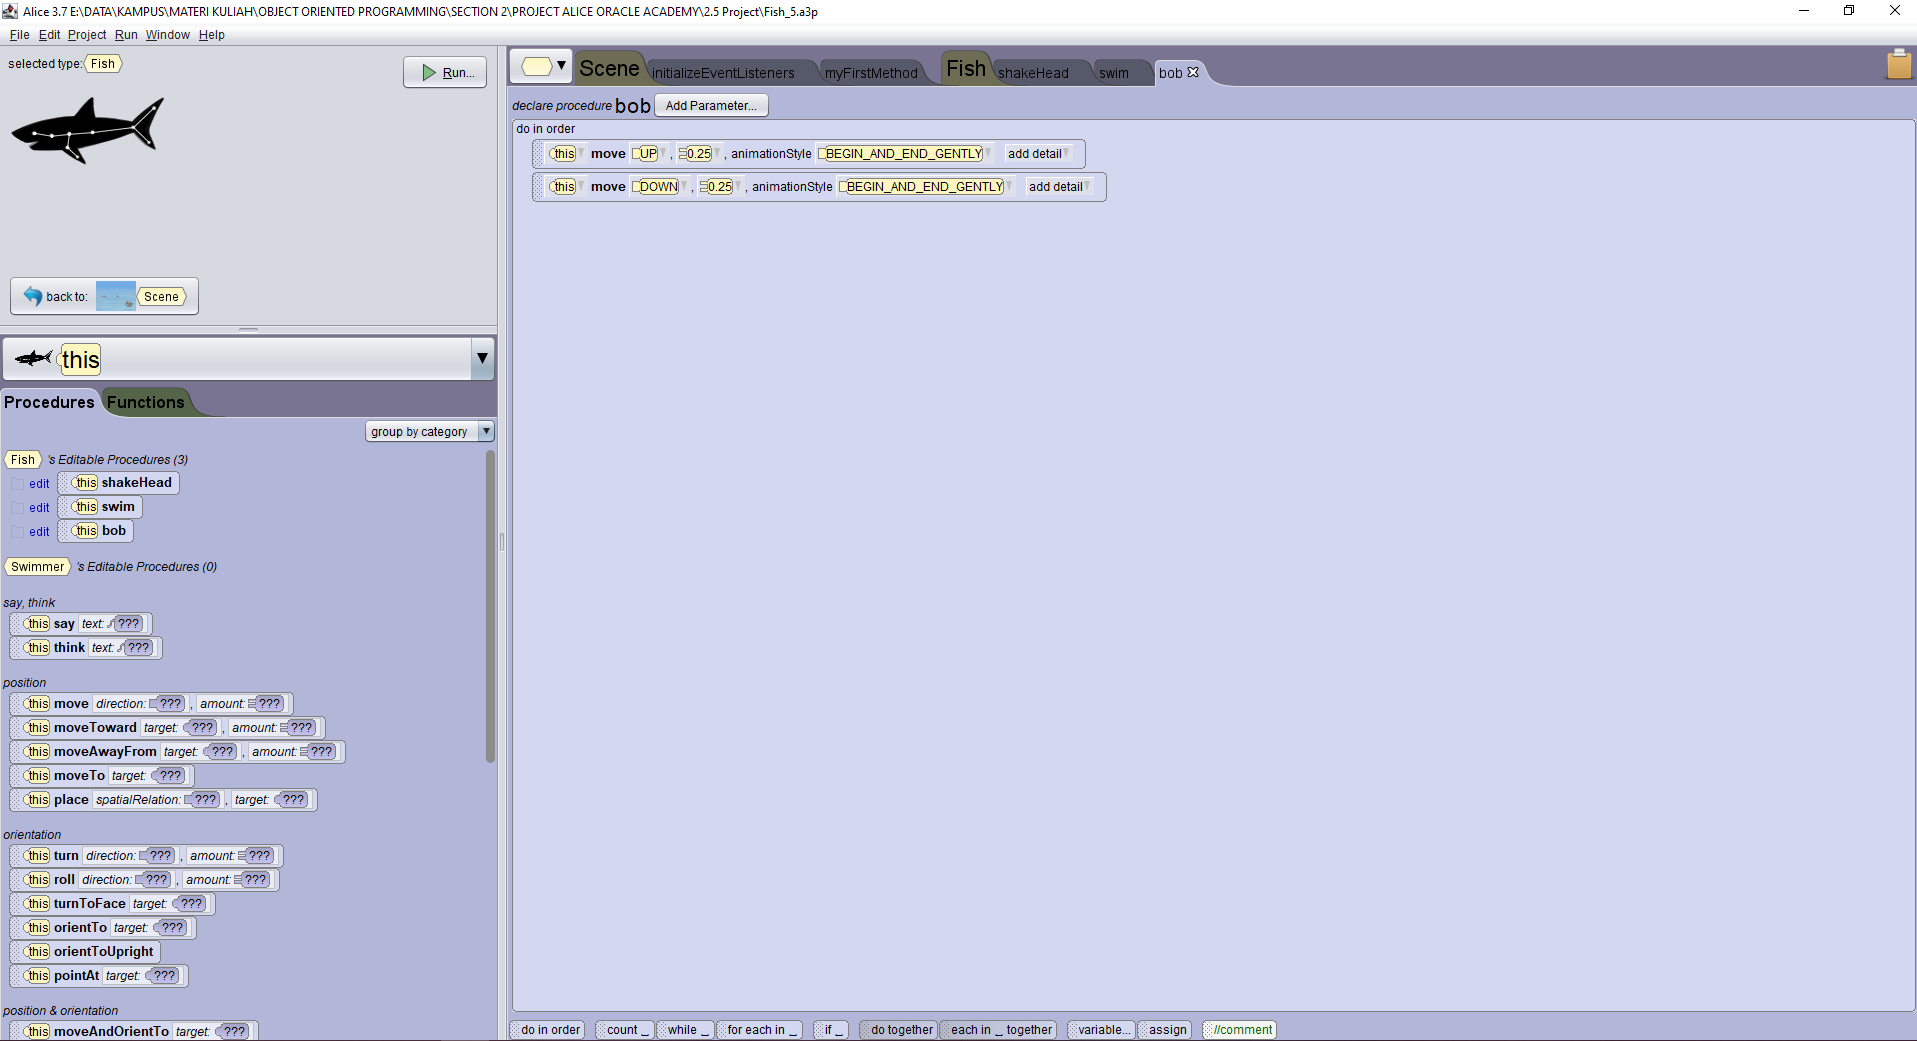 Alice 3.7 E:\DATA\KAMPUS\MATERI KULIAH\OBJECT ORIENTED PROGRAMMING\SECTION 2\PROJECT ALICE ORACLE ACADEMY\2.5 Project\Fish_5.a3p
File Edit Project Run Window Help
selected type: Fish
Run...
back to: Scene
this
Procedures Functions
group by category
Fish 's Editable Procedures (3)
edit this shakeHead
edit this swim
edit this bob
Swimmer 's Editable Procedures (0)
say, think
this say text: ???
this think text: ???
position
this move direction: ??? , amount: ???
this moveToward target: ??? , amount: ???
this moveAwayFrom target: ??? , amount: ???
this moveTo target: ???
this place spatialRelation: ??? , target: ???
orientation
this turn direction: ??? , amount: ???
this roll direction: ??? , amount: ???
this turnToFace target: ???
this orientTo target: ???
this orientToUpright
this pointAt target: ???
position & orientation
this moveAndOrientTo target: ???
Scene initializeEventListeners myFirstMethod Fish shakeHead swim bob
declare procedure bob Add Parameter...
do in order
this move UP , 0.25 , animationStyle BEGIN_AND_END_GENTLY add detail
this move DOWN , 0.25 , animationStyle BEGIN_AND_END_GENTLY add detail
do in order count _ while _ for each in _ if _ do together each in _ together variable... assign //comment